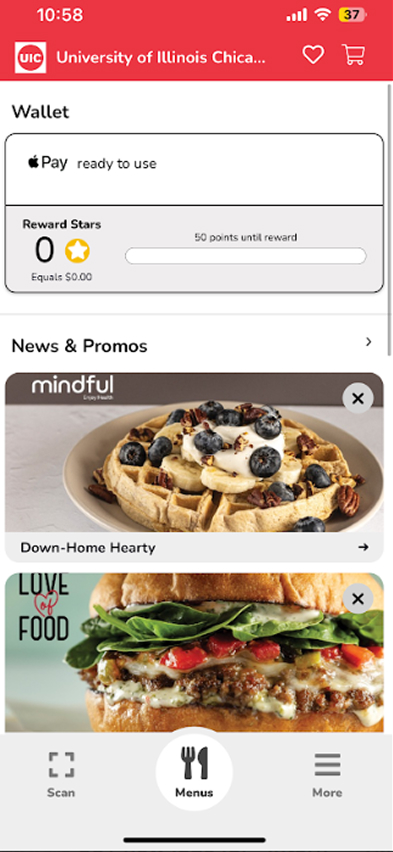 10:58
37
UIC
University of Illinois Chica...
Wallet
Pay ready to use
Reward Stars
0
Equals $0.00
50 points until reward
News & Promos
mindful
Enjoy Health
Down-Home Hearty
LOVE
of
FOOD
Scan
Menus
More